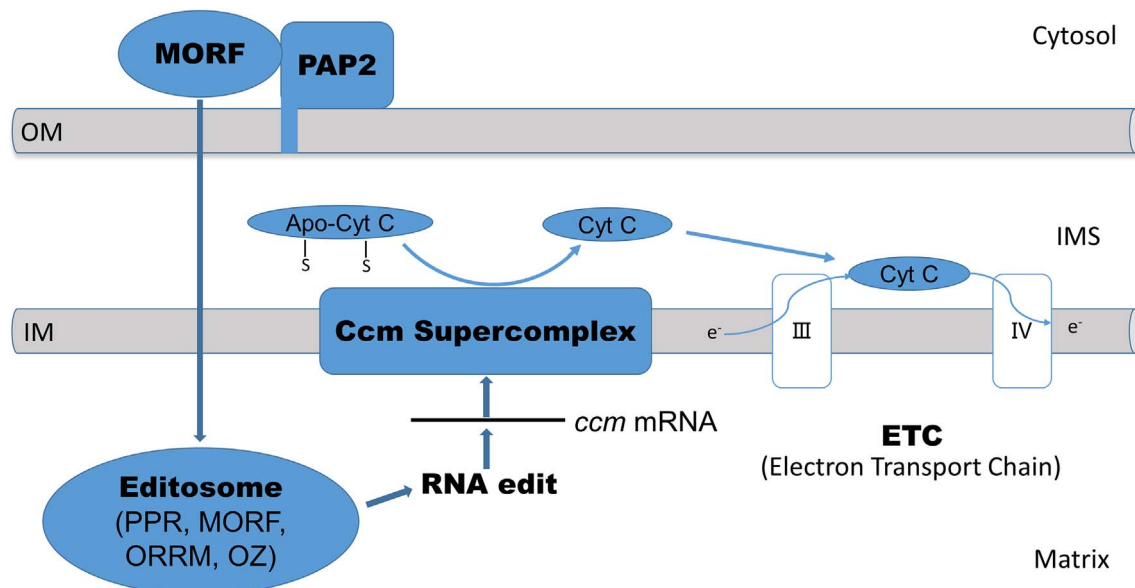 Cytosol
MORF
PAP2
OM
Apo-Cyt C
S
S
Cyt C
IMS
Cyt C
IM
Ccm Supercomplex
e-
III
IV
e-
ccm mRNA
ETC
(Electron Transport Chain)
RNA edit
Editosome
(PPR, MORF,
ORRM, OZ)
Matrix